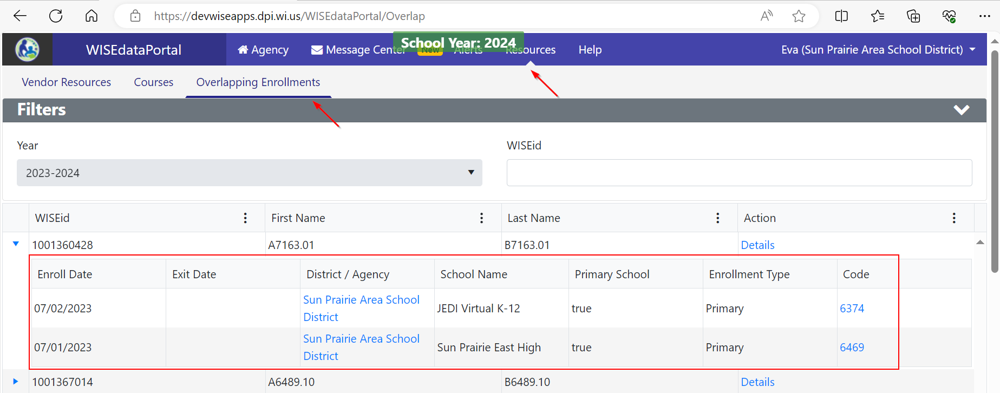 https://devwiseapps.dpi.wi.us/WISEdataPortal/Overlap
School Year: 2024
WISEdataPortal Agency Message Center New Alerts Resources Help Eva (Sun Prairie Area School District)
Vendor Resources Courses Overlapping Enrollments
Filters
Year WISEid
2023-2024
WISEid First Name Last Name Action
1001360428 A7163.01 B7163.01 Details
Enroll Date Exit Date District / Agency School Name Primary School Enrollment Type Code
07/02/2023 Sun Prairie Area School District JEDI Virtual K-12 true Primary 6374
07/01/2023 Sun Prairie Area School District Sun Prairie East High true Primary 6469
1001367014 A6489.10 B6489.10 Details